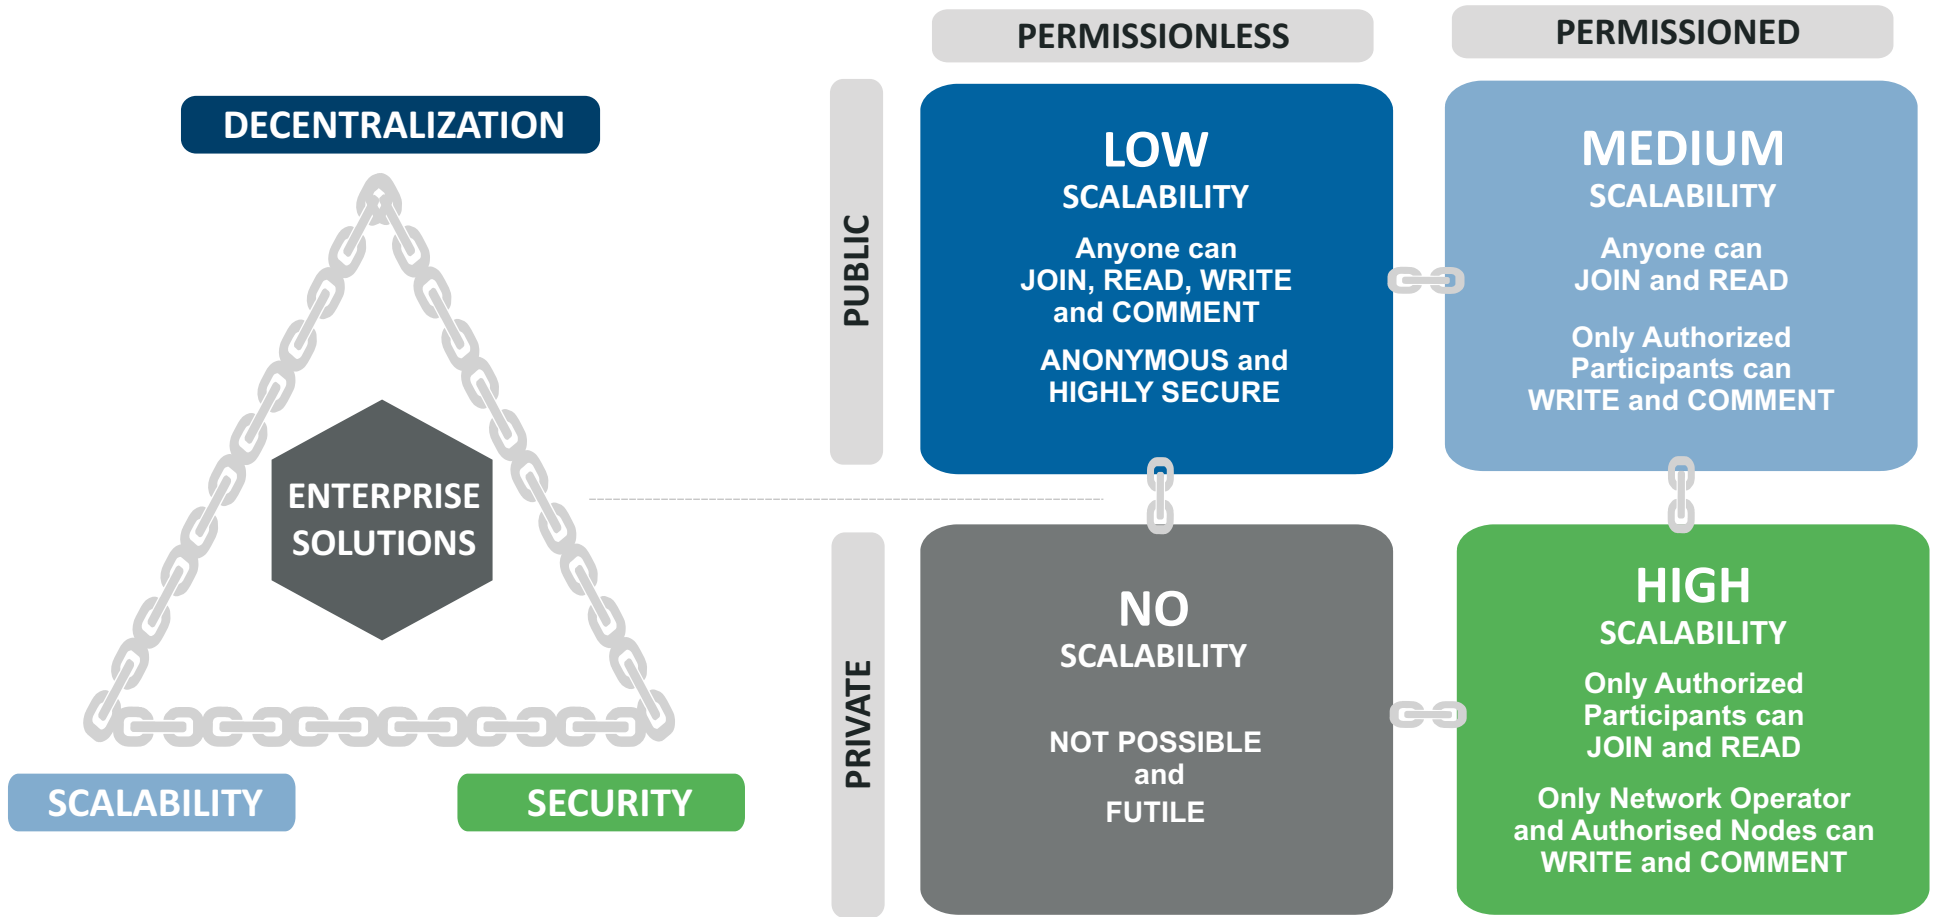 DECENTRALIZATION
ENTERPRISE
SOLUTIONS
SCALABILITY
SECURITY
PERMISSIONLESS
PERMISSIONED
PUBLIC
LOW
SCALABILITY
Anyone can
JOIN, READ, WRITE
and COMMENT
ANONYMOUS and
HIGHLY SECURE
MEDIUM
SCALABILITY
Anyone can
JOIN and READ
Only Authorized
Participants can
WRITE and COMMENT
PRIVATE
NO
SCALABILITY
NOT POSSIBLE
and
FUTILE
HIGH
SCALABILITY
Only Authorized
Participants can
JOIN and READ
Only Network Operator
and Authorised Nodes can
WRITE and COMMENT